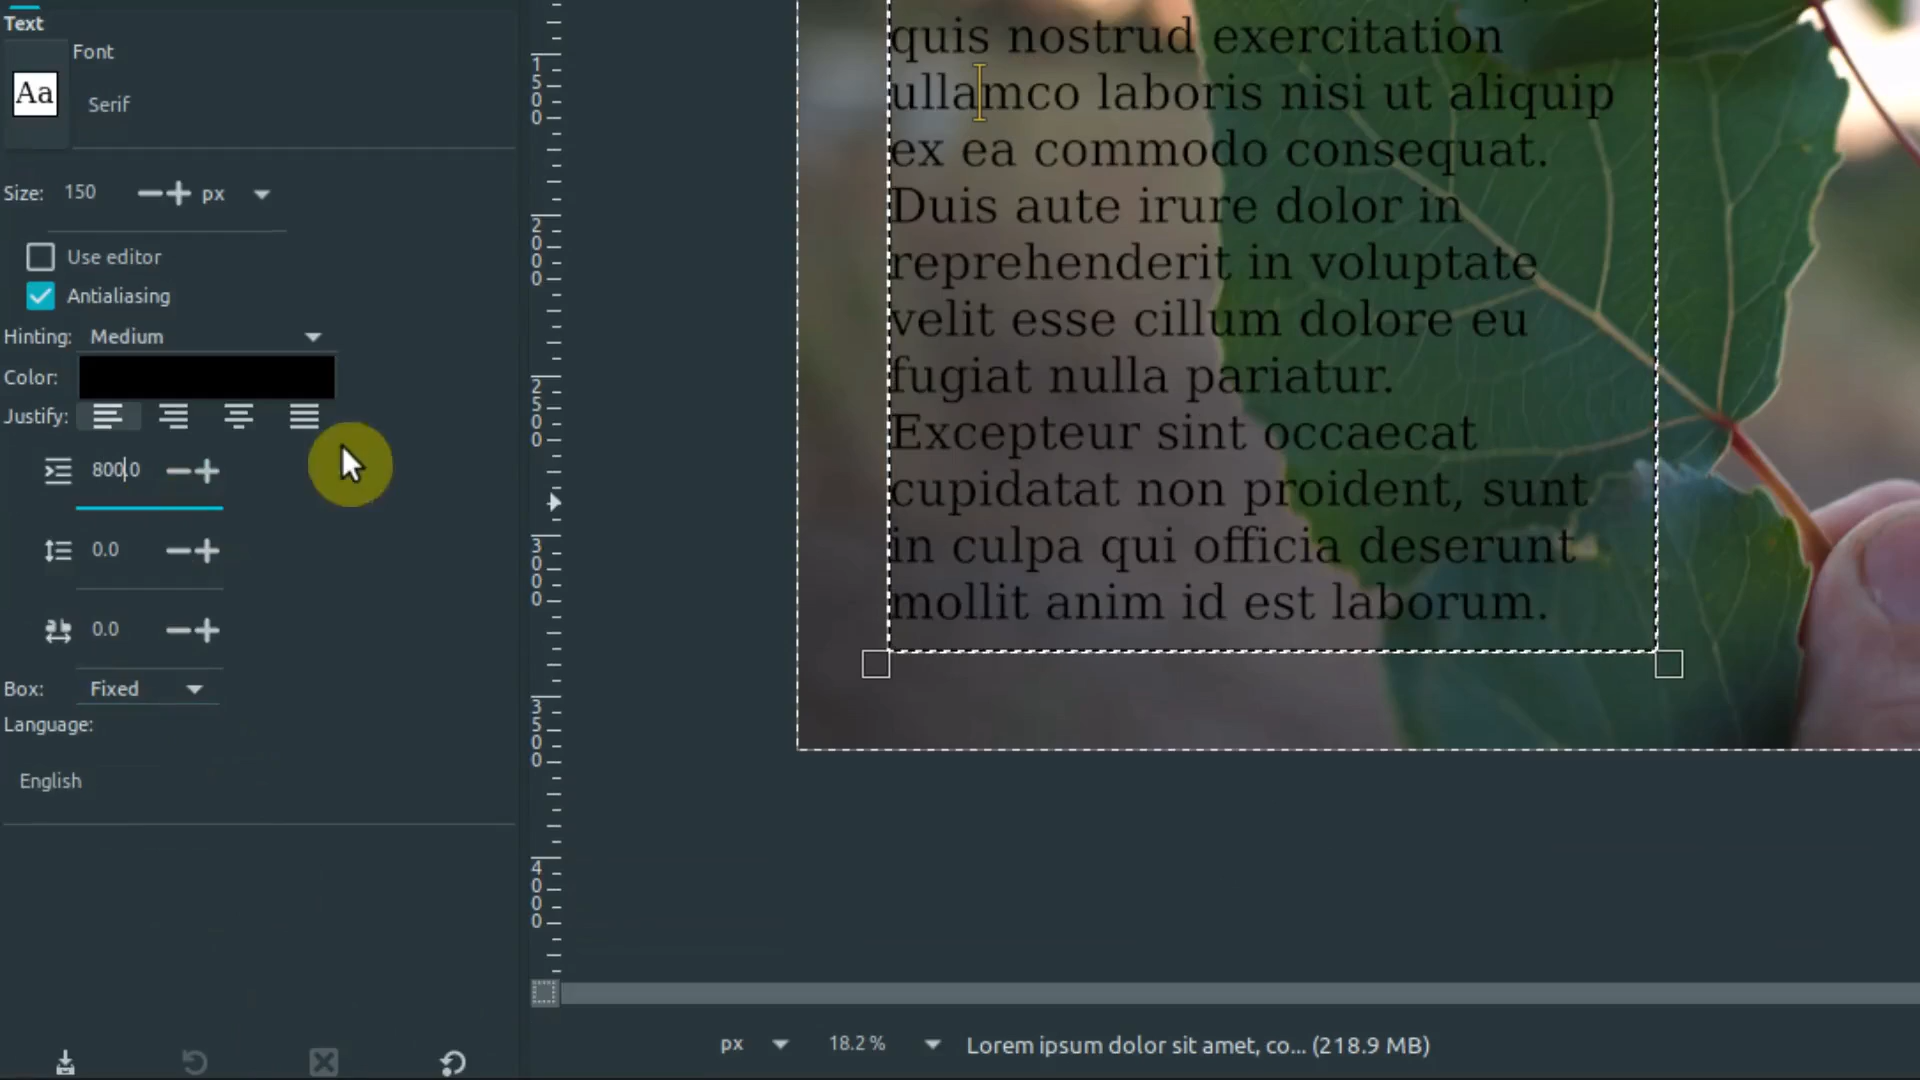 Text
Font
Aa
Serif
Size: 150 px
Use editor
Antialiasing
Hinting: Medium
Color:
Justify:
800.0
0.0
ab
0.0
Box: Fixed
Language:
English
1500
2000
2500
3000
3500
4000
quis nostrud exercitation
ullamco laboris nisi ut aliquip
ex ea commodo consequat.
Duis aute irure dolor in
reprehenderit in voluptate
velit esse cillum dolore eu
fugiat nulla pariatur.
Excepteur sint occaecat
cupidatat non proident, sunt
in culpa qui officia deserunt
mollit anim id est laborum.
px 18.2 % Lorem ipsum dolor sit amet, co... (218.9 MB)